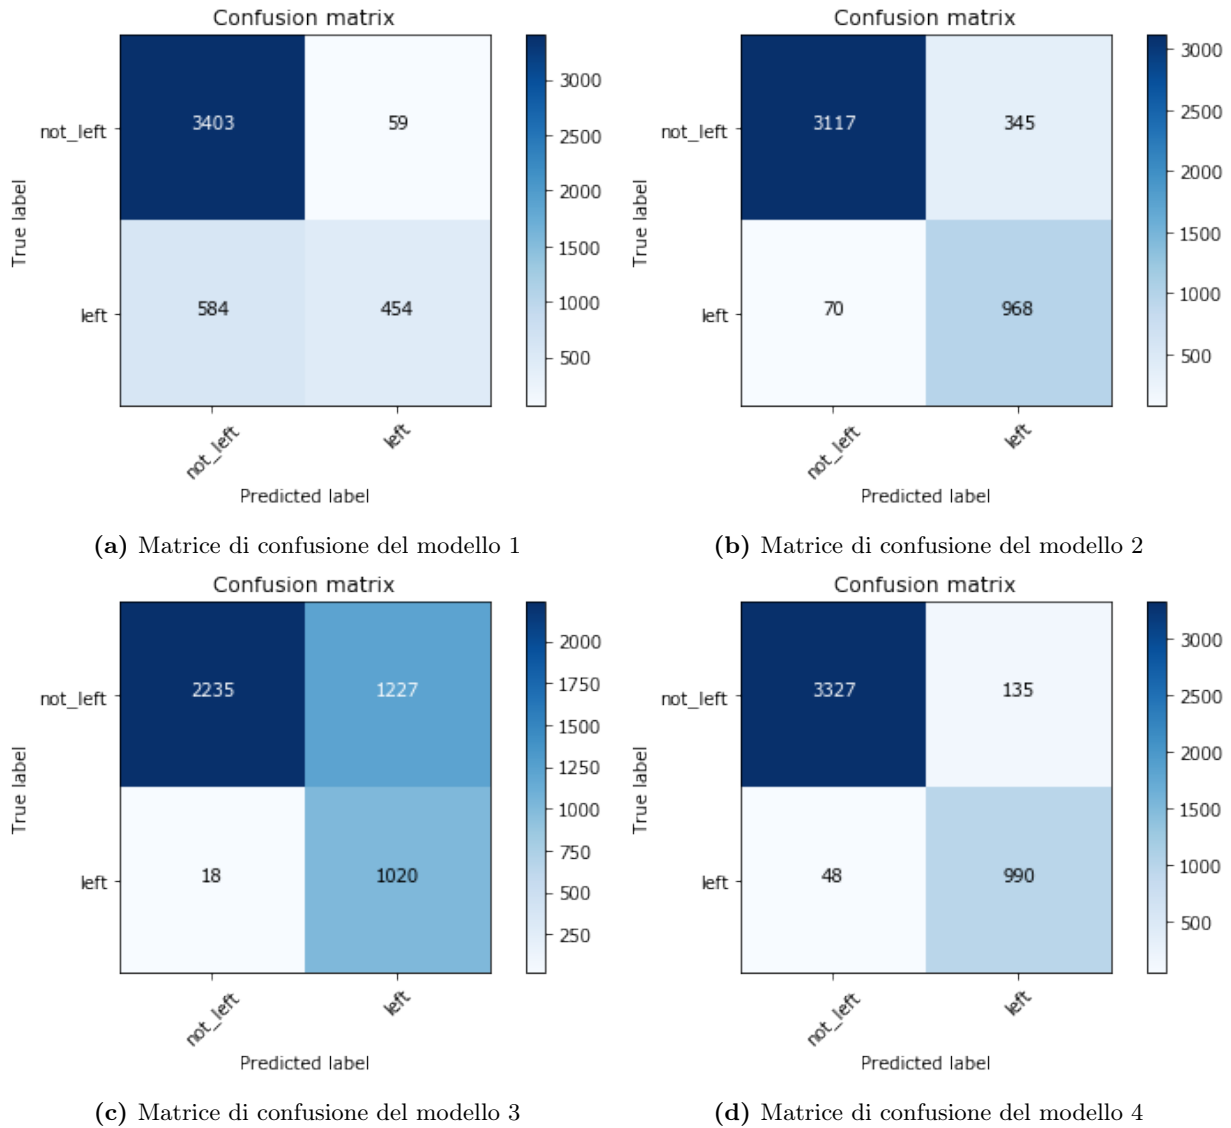 Confusion matrix
True label
not_left
left
3403
59
584
454
not_left
left
Predicted label
3000
2500
2000
1500
1000
500
(a) Matrice di confusione del modello 1
Confusion matrix
True label
not_left
left
3117
345
70
968
not_left
left
Predicted label
3000
2500
2000
1500
1000
500
(b) Matrice di confusione del modello 2
Confusion matrix
True label
not_left
left
2235
1227
18
1020
not_left
left
Predicted label
2000
1750
1500
1250
1000
750
500
250
(c) Matrice di confusione del modello 3
Confusion matrix
True label
not_left
left
3327
135
48
990
not_left
left
Predicted label
3000
2500
2000
1500
1000
500
(d) Matrice di confusione del modello 4